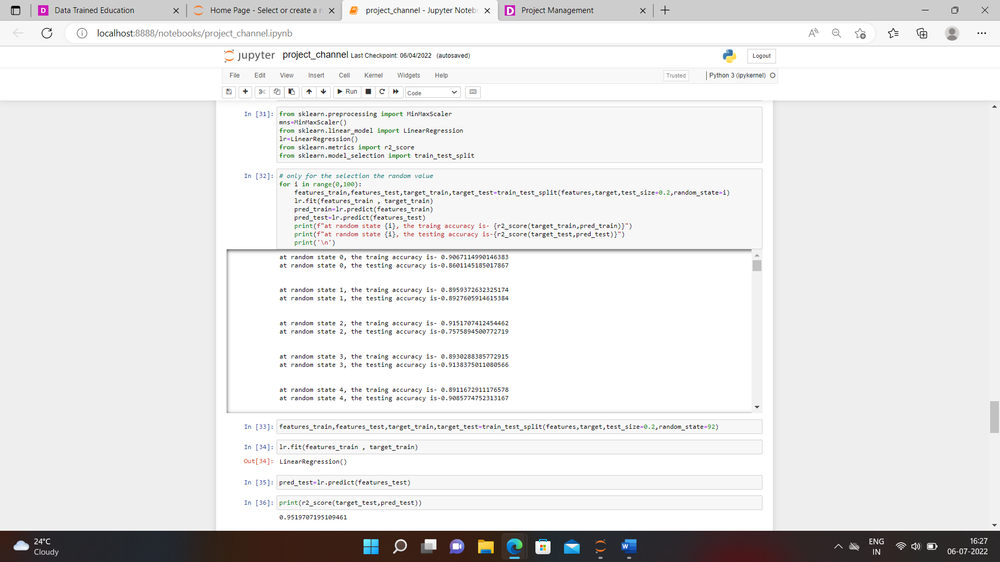 Data Trained Education
Home Page - Select or create a n
project_channel - Jupyter Noteb
Project Management
localhost:8888/notebooks/project_channel.ipynb
jupyter project_channel Last Checkpoint: 06/04/2022 (autosaved)
Logout
File Edit View Insert Cell Kernel Widgets Help
Trusted
Python 3 (ipykernel)
Run
Code
In [31]: from sklearn.preprocessing import MinMaxScaler
mns=MinMaxScaler()
from sklearn.linear_model import LinearRegression
lr=LinearRegression()
from sklearn.metrics import r2_score
from sklearn.model_selection import train_test_split
In [32]: # only for the selection the random value
for i in range(0,100):
features_train,features_test,target_train,target_test=train_test_split(features,target,test_size=0.2,random_state=i)
lr.fit(features_train , target_train)
pred_train=lr.predict(features_train)
pred_test=lr.predict(features_test)
print(f"at random state {i}, the traing accuracy is- {r2_score(target_train,pred_train)}")
print(f"at random state {i}, the testing accuracy is-{r2_score(target_test,pred_test)}")
print('\n')
at random state 0, the traing accuracy is- 0.9067114990146383
at random state 0, the testing accuracy is-0.8601145185017867
at random state 1, the traing accuracy is- 0.8959372632325174
at random state 1, the testing accuracy is-0.8927605914615384
at random state 2, the traing accuracy is- 0.9151707412454462
at random state 2, the testing accuracy is-0.7575894500772719
at random state 3, the traing accuracy is- 0.8930288385772915
at random state 3, the testing accuracy is-0.9138375011080566
at random state 4, the traing accuracy is- 0.8911672911176578
at random state 4, the testing accuracy is-0.9085774752313167
In [33]: features_train,features_test,target_train,target_test=train_test_split(features,target,test_size=0.2,random_state=92)
In [34]: lr.fit(features_train , target_train)
Out[34]: LinearRegression()
In [35]: pred_test=lr.predict(features_test)
In [36]: print(r2_score(target_test,pred_test))
0.9519707195109461
24°C
Cloudy
ENG
IN
16:27
06-07-2022